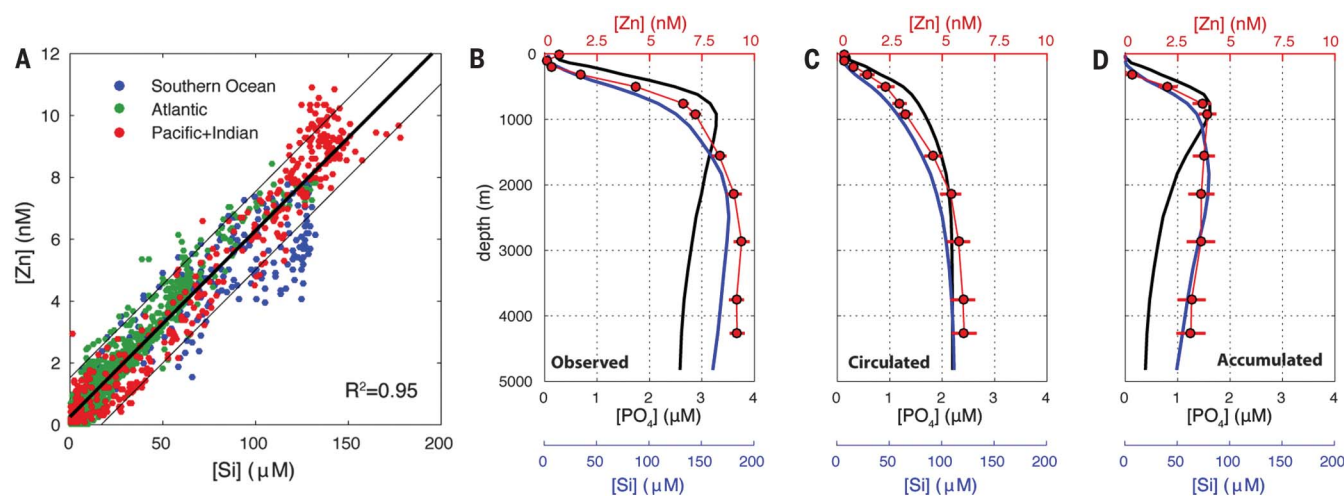 A
[Zn] (nM)
12
10
8
6
4
2
0
Southern Ocean
Atlantic
Pacific+Indian
R²=0.95
0 50 100 150 200
[Si] (μM)
B
[Zn] (nM)
0 2.5 5 7.5 10
depth (m)
0
1000
2000
3000
4000
5000
Observed
0 1 2 3 4
[PO₄] (μM)
0 50 100 150 200
[Si] (μM)
C
[Zn] (nM)
0 2.5 5 7.5 10
depth (m)
Circulated
0 1 2 3 4
[PO₄] (μM)
0 50 100 150 200
[Si] (μM)
D
[Zn] (nM)
0 2.5 5 7.5 10
Accumulated
0 1 2 3 4
[PO₄] (μM)
0 50 100 150 200
[Si] (μM)